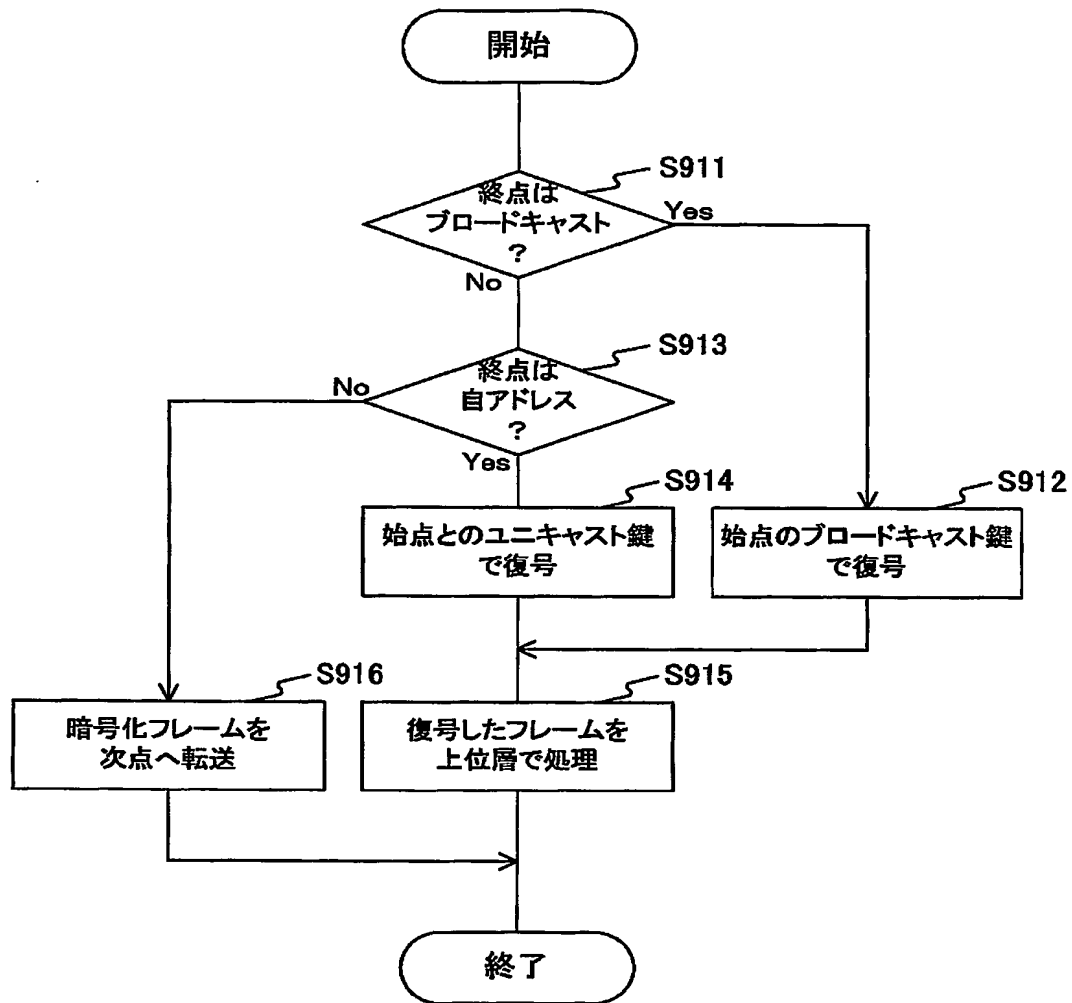 開始
S911
終点は
ブロードキャスト
?
Yes
No
S913
終点は
自アドレス
?
No
Yes
S914
始点とのユニキャスト鍵
で復号
S912
始点のブロードキャスト鍵
で復号
S916
暗号化フレームを
次点へ転送
S915
復号したフレームを
上位層で処理
終了